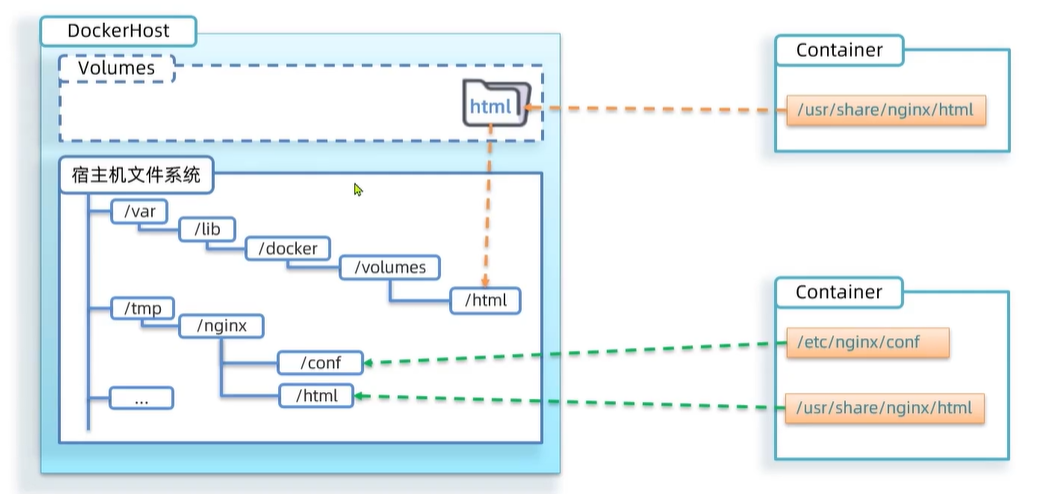 DockerHost
Volumes
html
宿主机文件系统
/var
/lib
/docker
/volumes
/html
/tmp
/nginx
/conf
/html
...
Container
/usr/share/nginx/html
Container
/etc/nginx/conf
/usr/share/nginx/html